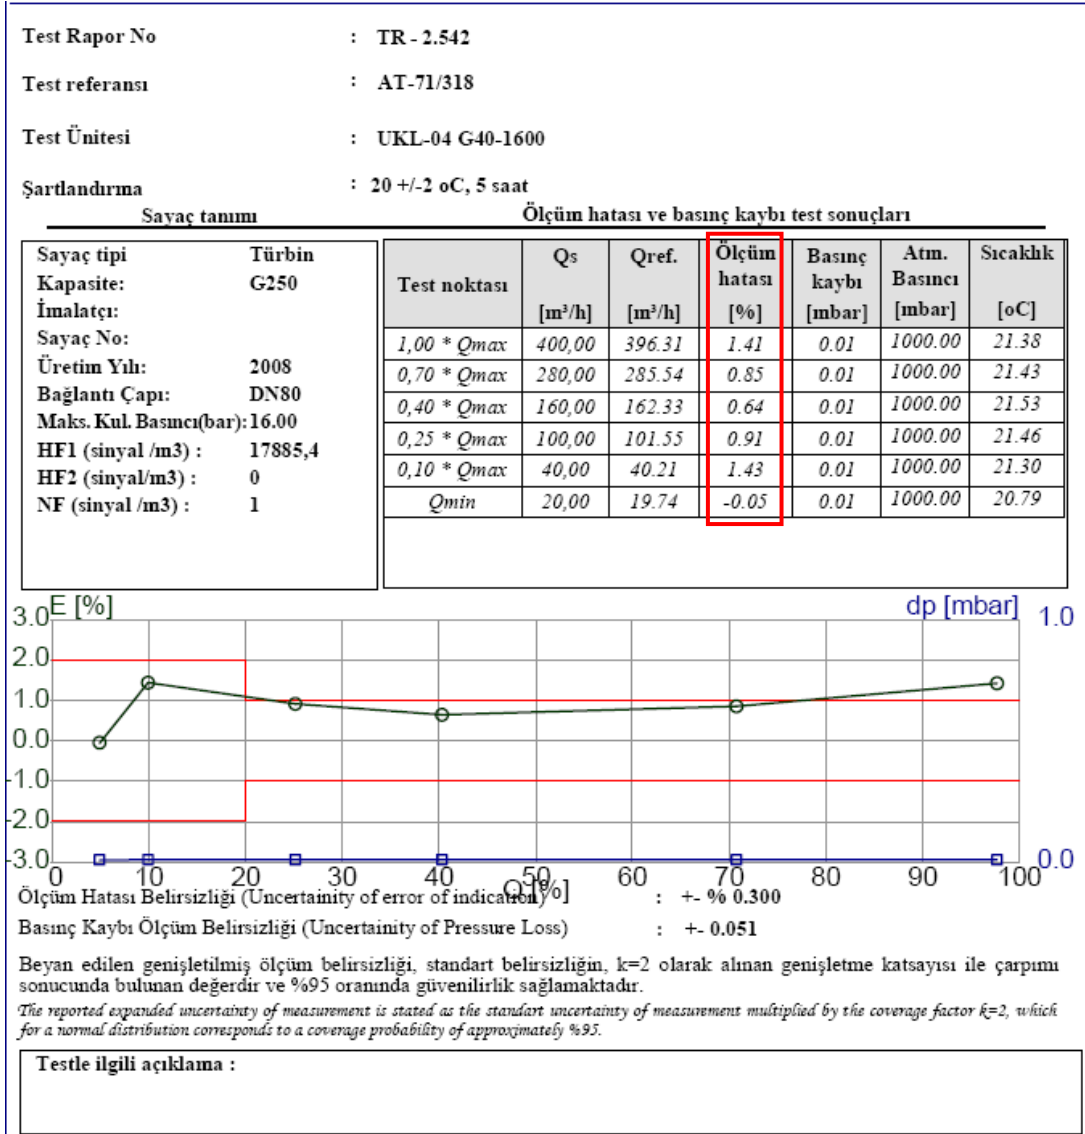 Test Rapor No : TR - 2.542
Test referansı : AT-71/318
Test Ünitesi : UKL-04 G40-1600
Şartlandırma : 20 +/-2 oC, 5 saat
Sayaç tanımı
Ölçüm hatası ve basınç kaybı test sonuçları
Sayaç tipi Türbin
Kapasite: G250
İmalatçı:
Sayaç No:
Üretim Yılı: 2008
Bağlantı Çapı: DN80
Maks. Kul. Basıncı(bar): 16.00
HF1 (sinyal /m3) : 17885,4
HF2 (sinyal/m3) : 0
NF (sinyal /m3) : 1
Test noktası Qs [m³/h] Qref. [m³/h] Ölçüm hatası [%] Basınç kaybı [mbar] Atm. Basıncı [mbar] Sıcaklık [oC]
1,00 * Qmax 400,00 396.31 1.41 0.01 1000.00 21.38
0,70 * Qmax 280,00 285.54 0.85 0.01 1000.00 21.43
0,40 * Qmax 160,00 162.33 0.64 0.01 1000.00 21.53
0,25 * Qmax 100,00 101.55 0.91 0.01 1000.00 21.46
0,10 * Qmax 40,00 40.21 1.43 0.01 1000.00 21.30
Qmin 20,00 19.74 -0.05 0.01 1000.00 20.79
E [%] dp [mbar]
3.0 1.0
2.0
1.0
0.0
-1.0
-2.0
-3.0 0.0
0 10 20 30 40 50 60 70 80 90 100
Q [%]
Ölçüm Hatası Belirsizliği (Uncertainity of error of indication) : +- % 0.300
Basınç Kaybı Ölçüm Belirsizliği (Uncertainity of Pressure Loss) : +- 0.051
Beyan edilen genişletilmiş ölçüm belirsizliği, standart belirsizliğin, k=2 olarak alınan genişletme katsayısı ile çarpımı
sonucunda bulunan değerdir ve %95 oranında güvenilirlik sağlamaktadır.
The reported expanded uncertainty of measurement is stated as the standart uncertainty of measurement multiplied by the coverage factor k=2, which
for a normal distribution corresponds to a coverage probability of approximately %95.
Testle ilgili açıklama :